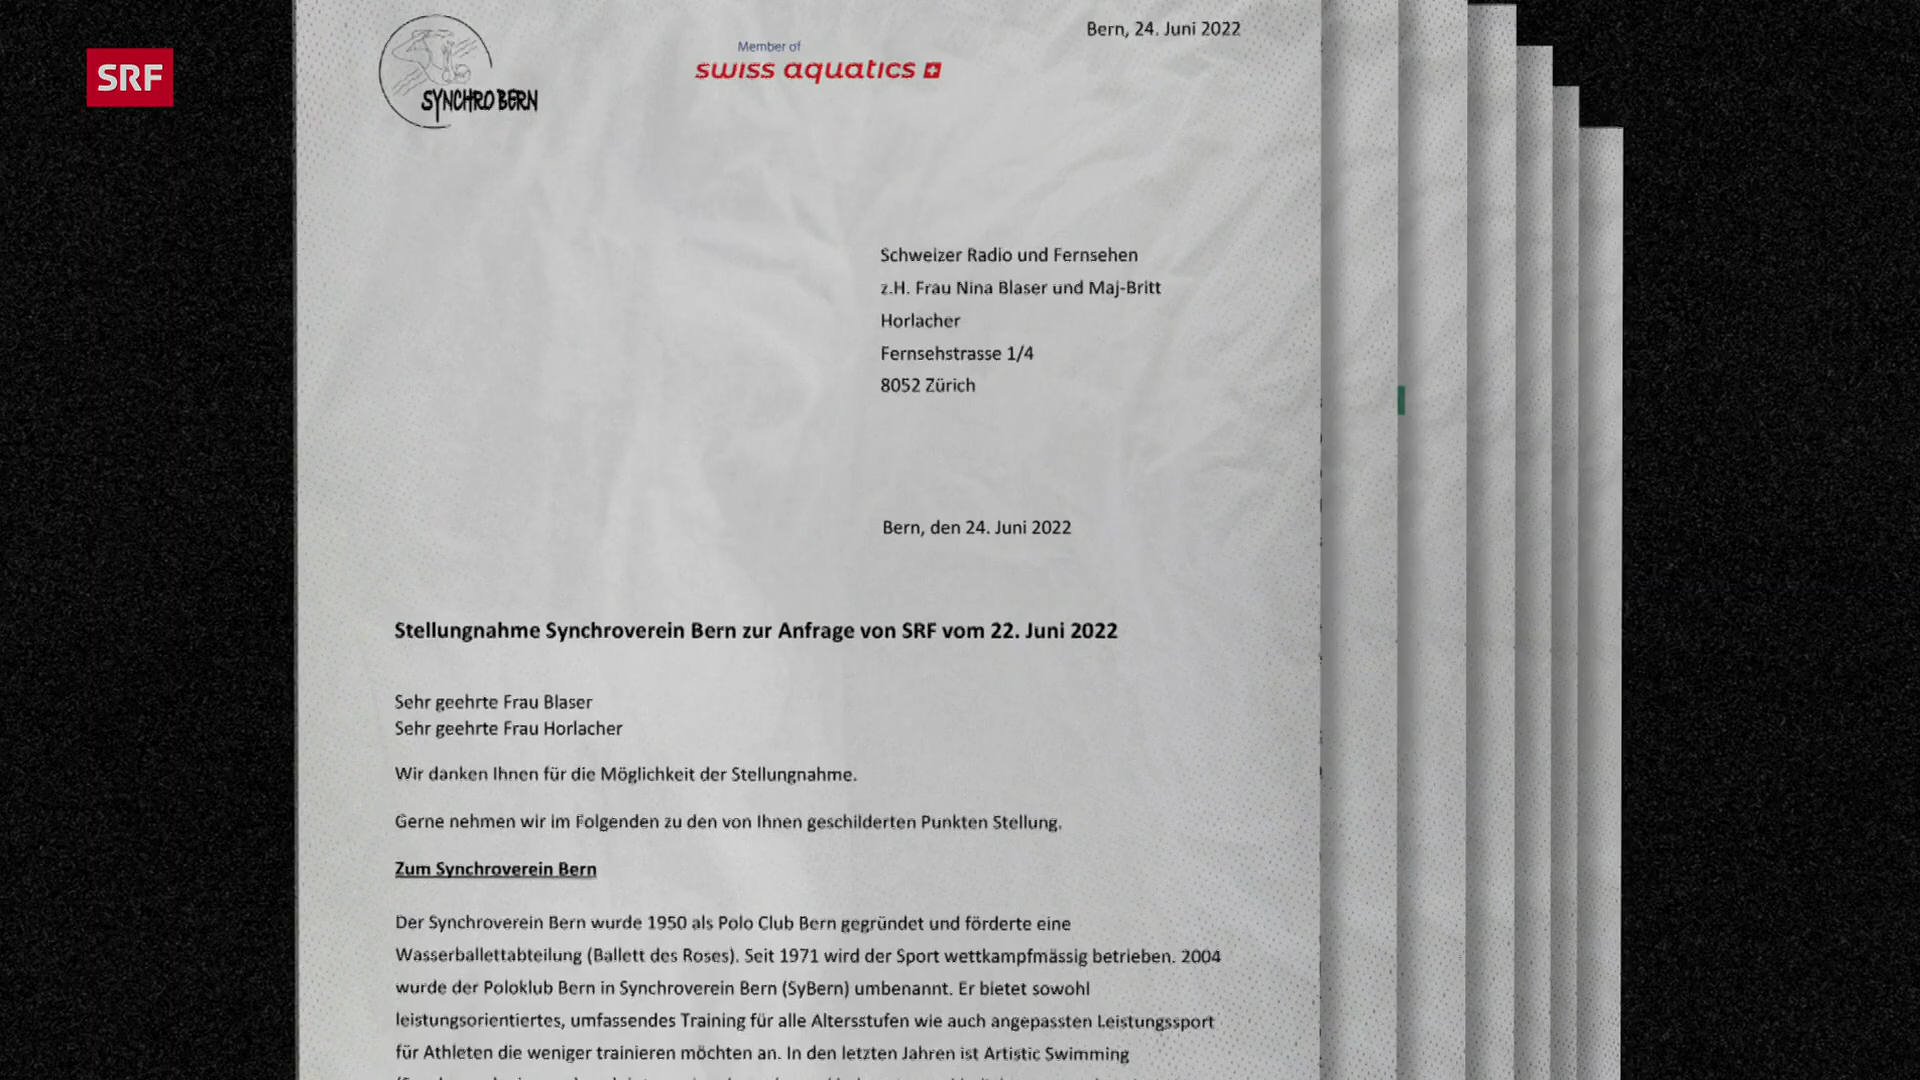 SRF
SYNCHRO BERN
Member of
swiss aquatics
Bern, 24. Juni 2022
Schweizer Radio und Fernsehen
z.H. Frau Nina Blaser und Maj-Britt
Horlacher
Fernsehstrasse 1/4
8052 Zürich
Bern, den 24. Juni 2022
Stellungnahme Synchroverein Bern zur Anfrage von SRF vom 22. Juni 2022
Sehr geehrte Frau Blaser
Sehr geehrte Frau Horlacher
Wir danken Ihnen für die Möglichkeit der Stellungnahme.
Gerne nehmen wir im Folgenden zu den von Ihnen geschilderten Punkten Stellung.
Zum Synchroverein Bern
Der Synchroverein Bern wurde 1950 als Polo Club Bern gegründet und förderte eine
Wasserballettabteilung (Ballett des Roses). Seit 1971 wird der Sport wettkampfmässig betrieben. 2004
wurde der Poloklub Bern in Synchroverein Bern (SyBern) umbenannt. Er bietet sowohl
leistungsorientiertes, umfassendes Training für alle Altersstufen wie auch angepassten Leistungssport
für Athleten die weniger trainieren möchten an. In den letzten Jahren ist Artistic Swimming